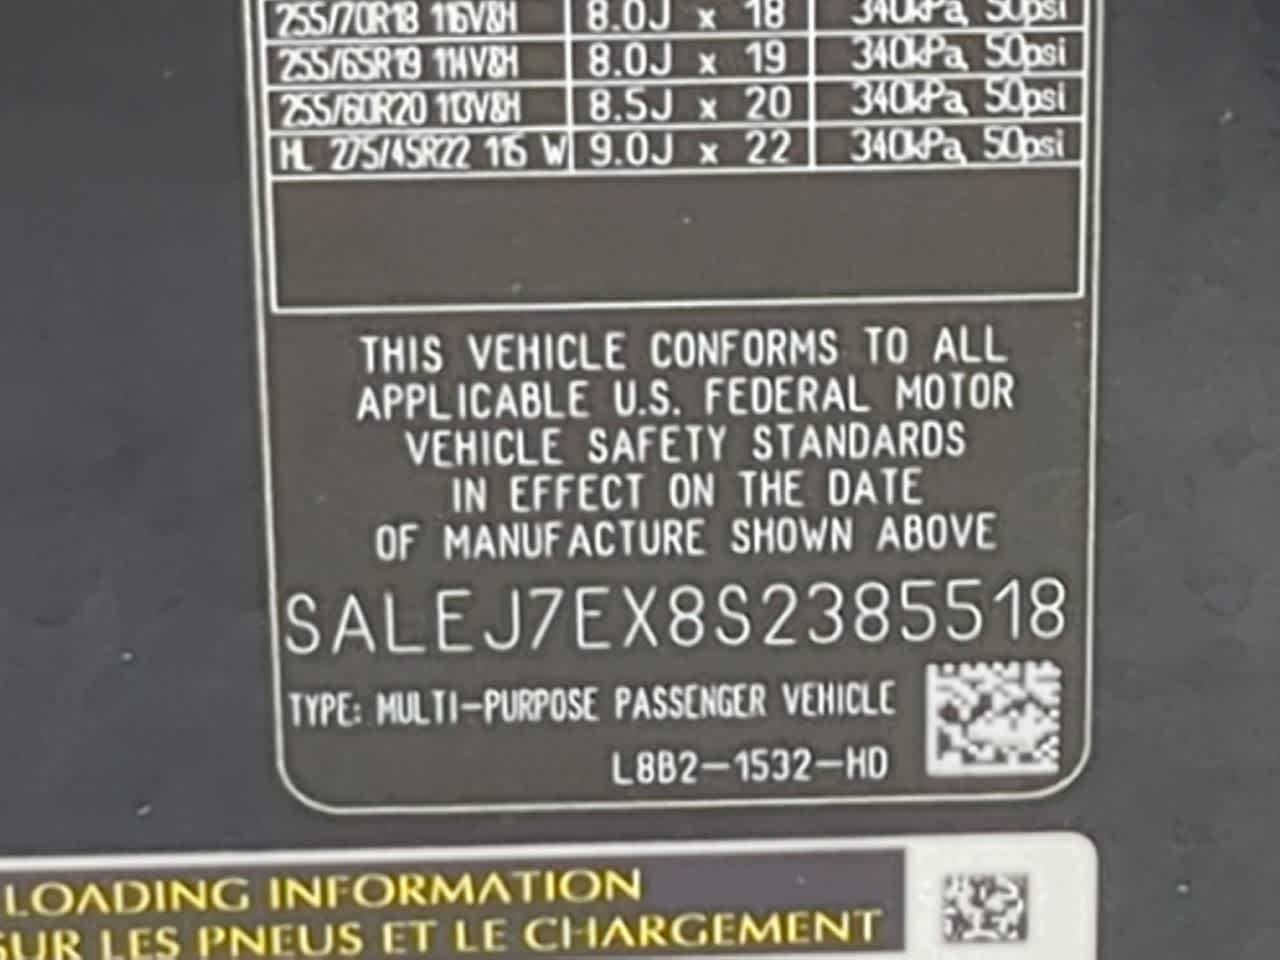 255/70R18 116V&H 8.0J x 18 340kPa, 50psi
255/65R19 114V&H 8.0J x 19 340kPa, 50psi
255/60R20 113V&H 8.5J x 20 340kPa, 50psi
HL 275/45R22 115 W 9.0J x 22 340kPa, 50psi
THIS VEHICLE CONFORMS TO ALL
APPLICABLE U.S. FEDERAL MOTOR
VEHICLE SAFETY STANDARDS
IN EFFECT ON THE DATE
OF MANUFACTURE SHOWN ABOVE
SALEJ7EX8S2385518
TYPE: MULTI-PURPOSE PASSENGER VEHICLE
L8B2-1532-HD
LOADING INFORMATION
SUR LES PNEUS ET LE CHARGEMENT